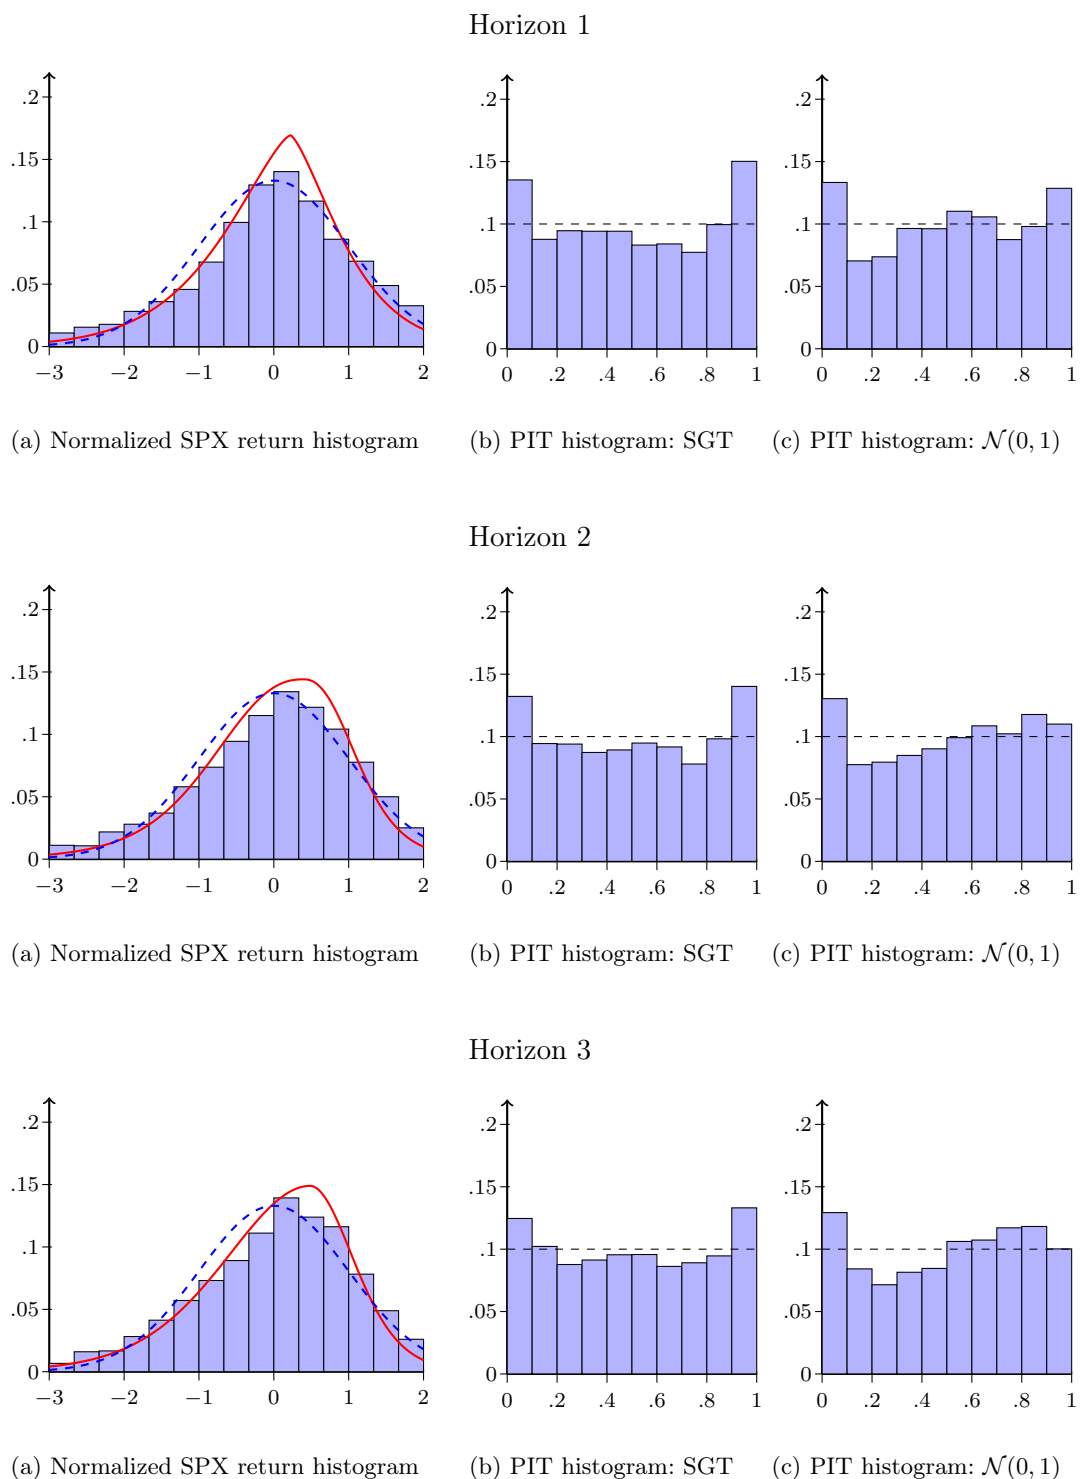 Horizon 1
.2
.15
.1
.05
0
−3 −2 −1 0 1 2
.2
.15
.1
.05
0
0 .2 .4 .6 .8 1
.2
.15
.1
.05
0
0 .2 .4 .6 .8 1
(a) Normalized SPX return histogram
(b) PIT histogram: SGT
(c) PIT histogram: 𝒩(0, 1)
Horizon 2
.2
.15
.1
.05
0
−3 −2 −1 0 1 2
.2
.15
.1
.05
0
0 .2 .4 .6 .8 1
.2
.15
.1
.05
0
0 .2 .4 .6 .8 1
(a) Normalized SPX return histogram
(b) PIT histogram: SGT
(c) PIT histogram: 𝒩(0, 1)
Horizon 3
.2
.15
.1
.05
0
−3 −2 −1 0 1 2
.2
.15
.1
.05
0
0 .2 .4 .6 .8 1
.2
.15
.1
.05
0
0 .2 .4 .6 .8 1
(a) Normalized SPX return histogram
(b) PIT histogram: SGT
(c) PIT histogram: 𝒩(0, 1)